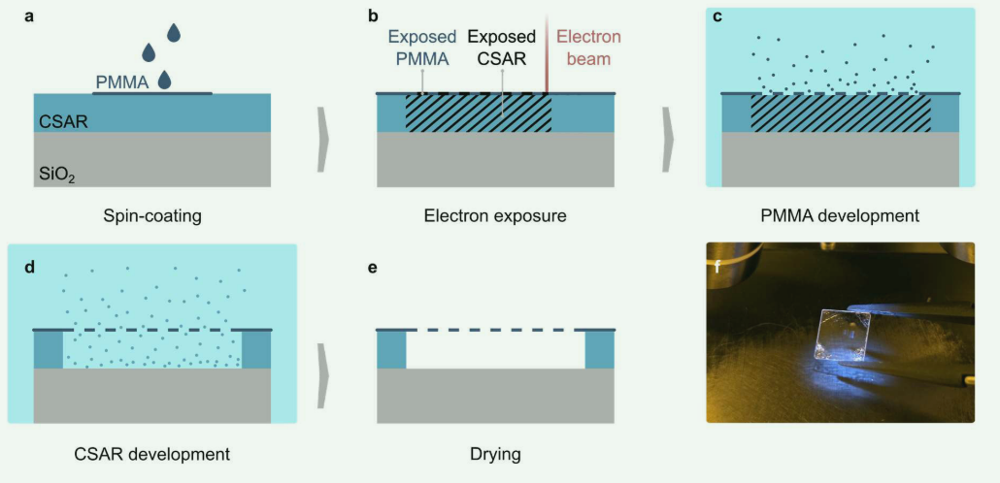 a
PMMA
CSAR
SiO₂
Spin-coating
b
Exposed
PMMA
Exposed
CSAR
Electron
beam
Electron exposure
c
PMMA development
d
CSAR development
e
Drying
f